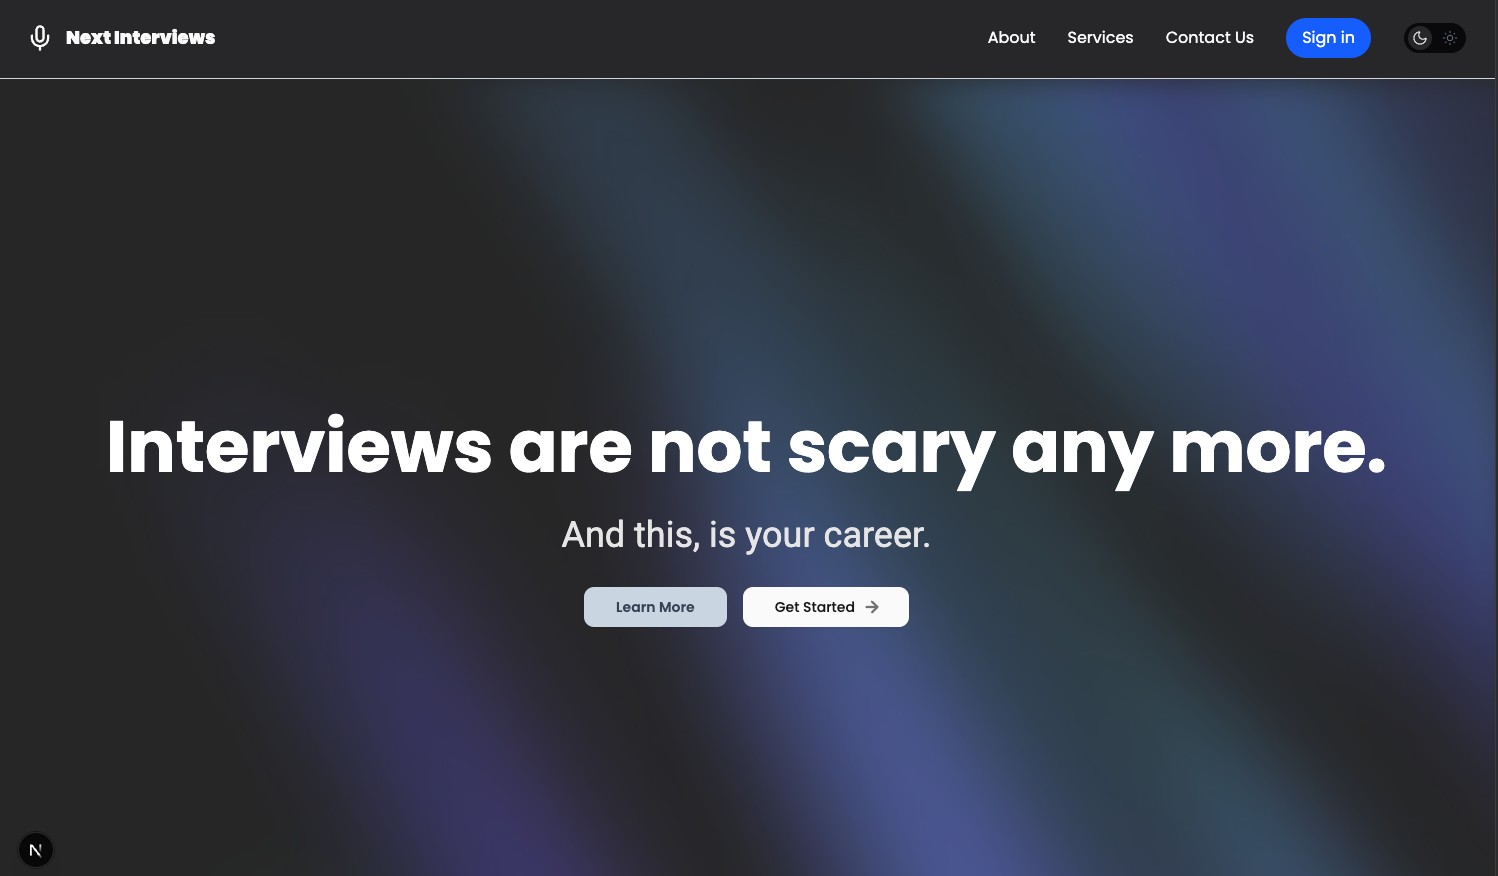 Next Interviews
About
Services
Contact Us
Sign in
Interviews are not scary any more.
And this, is your career.
Learn More
Get Started
N